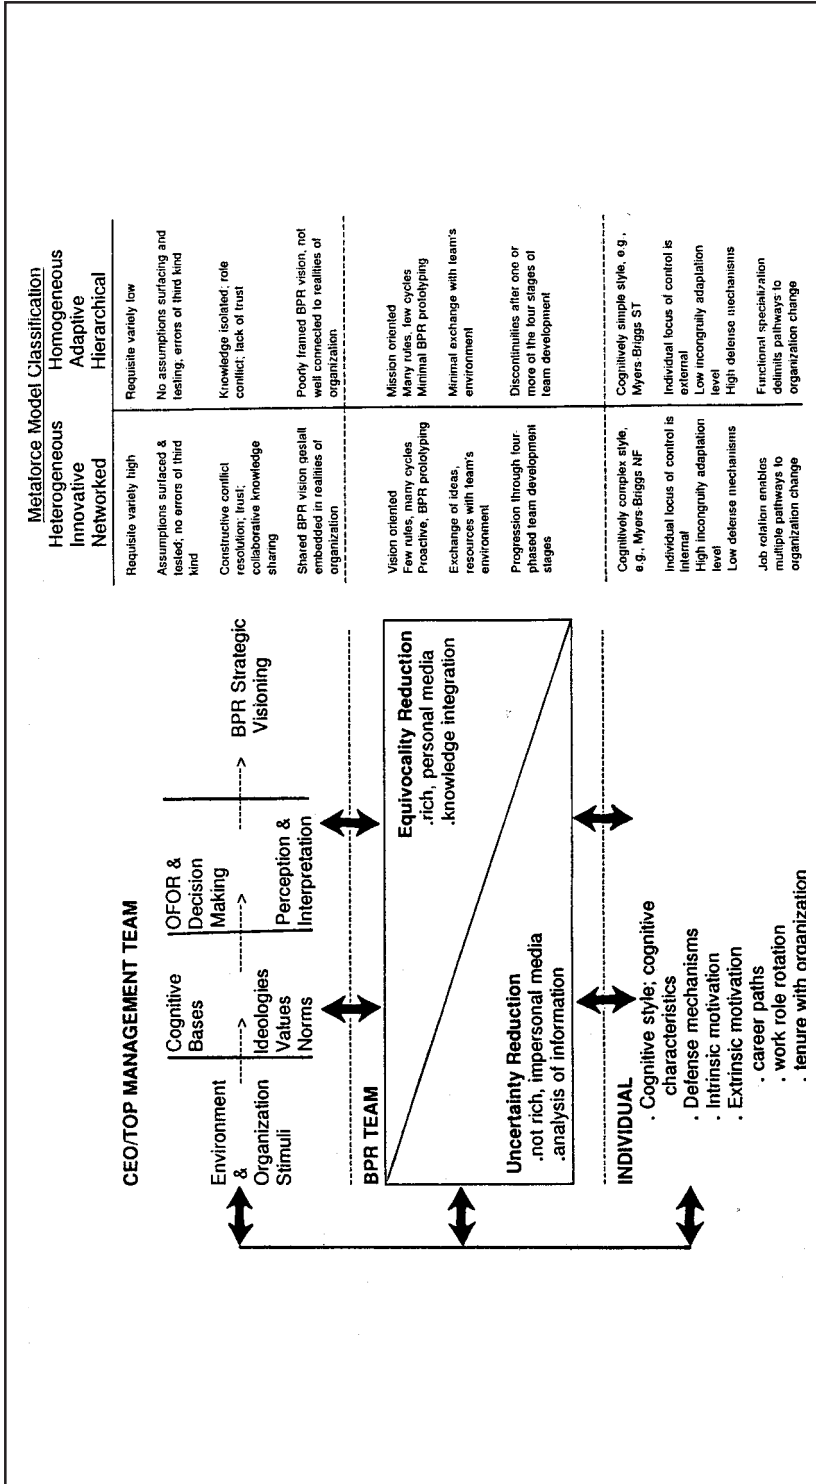 CEO/TOP MANAGEMENT TEAM
Environment
&
Organization
Stimuli
Cognitive
Bases
Ideologies
Values
Norms
OFOR &
Decision
Making
Perception &
Interpretation
BPR Strategic
Visioning
BPR TEAM
Equivocality Reduction
.rich, personal media
.knowledge integration
Uncertainty Reduction
.not rich, impersonal media
.analysis of information
INDIVIDUAL
. Cognitive style; cognitive
characteristics
. Defense mechanisms
. Intrinsic motivation
. Extrinsic motivation
. career paths
. work role rotation
. tenure with organization
Metaforce Model Classification
Heterogeneous
Innovative
Networked
Homogeneous
Adaptive
Hierarchical
Requisite variety high
Assumptions surfaced &
tested; no errors of third
kind
Constructive conflict
resolution; trust;
collaborative knowledge
sharing
Shared BPR vision gestalt
embedded in realities of
organization
Requisite variety low
No assumptions surfacing and
testing; errors of third kind
Knowledge isolated; role
conflict; lack of trust
Poorly framed BPR vision, not
well connected to realities of
organization
Vision oriented
Few rules, many cycles
Proactive, BPR prototyping
Exchange of ideas,
resources with team's
environment
Progression through four-
phased team development
stages
Mission oriented
Many rules, few cycles
Minimal BPR prototyping
Minimal exchange with team's
environment
Discontinuities after one or
more of the four stages of
team development
Cognitively complex style,
e.g., Myers-Briggs NF
Individual locus of control is
Internal
High incongruity adaptation
level
Low defense mechanisms
Job rotation enables
multiple pathways to
organization change
Cognitively simple style, e.g.,
Myers-Briggs ST
Individual locus of control is
external
Low incongruity adaptation
level
High defense mechanisms
Functional specialization
delimits pathways to
organization change